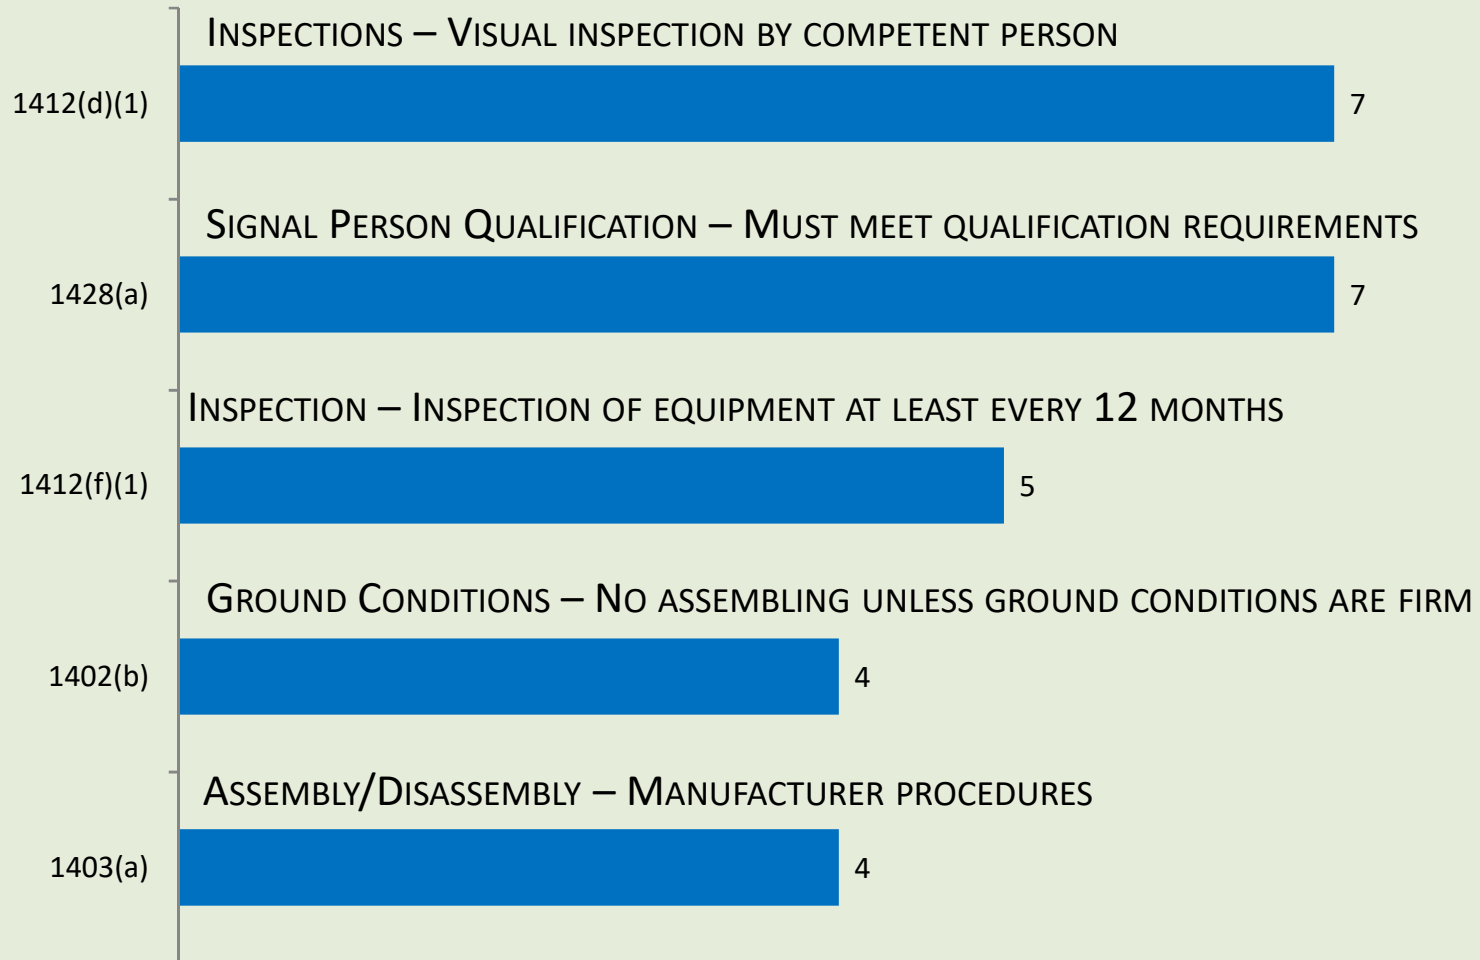 INSPECTIONS – VISUAL INSPECTION BY COMPETENT PERSON
1412(d)(1)
7
SIGNAL PERSON QUALIFICATION – MUST MEET QUALIFICATION REQUIREMENTS
1428(a)
7
INSPECTION – INSPECTION OF EQUIPMENT AT LEAST EVERY 12 MONTHS
1412(f)(1)
5
GROUND CONDITIONS – NO ASSEMBLING UNLESS GROUND CONDITIONS ARE FIRM
1402(b)
4
ASSEMBLY/DISASSEMBLY – MANUFACTURER PROCEDURES
1403(a)
4